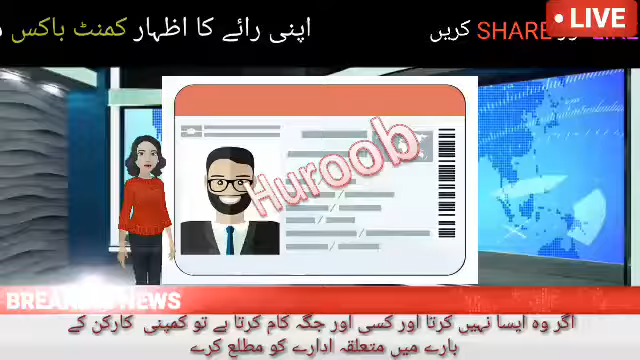 اپنی رائے کا اظہار کمنٹ باکس
SHARE کریں
LIVE
Huroob
BREAKING NEWS
اگر وہ ایسا نہیں کرتا اور کسی اور جگہ کام کرتا ہے تو کمپنی کارکن کے
بارے میں متعلقہ ادارے کو مطلع کرے